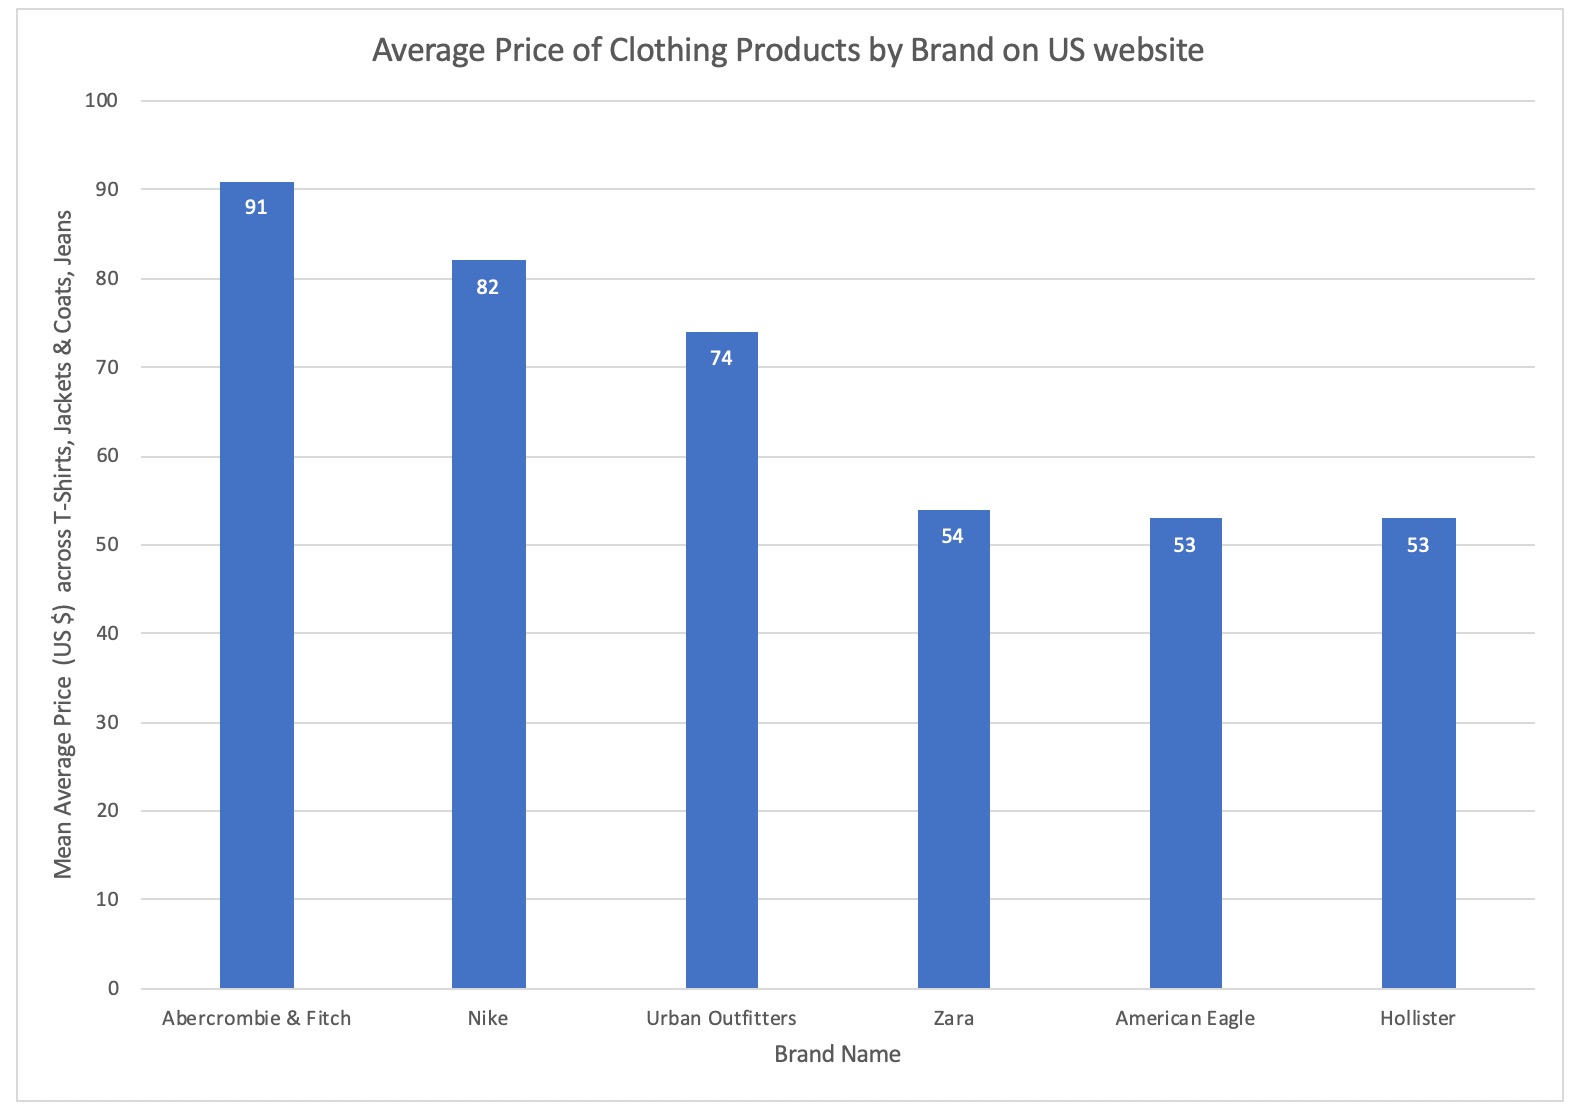 Average Price of Clothing Products by Brand on US website
Mean Average Price (US $) across T-Shirts, Jackets & Coats, Jeans
100
90
80
70
60
50
40
30
20
10
0
91
82
74
54
53
53
Abercrombie & Fitch
Nike
Urban Outfitters
Zara
American Eagle
Hollister
Brand Name